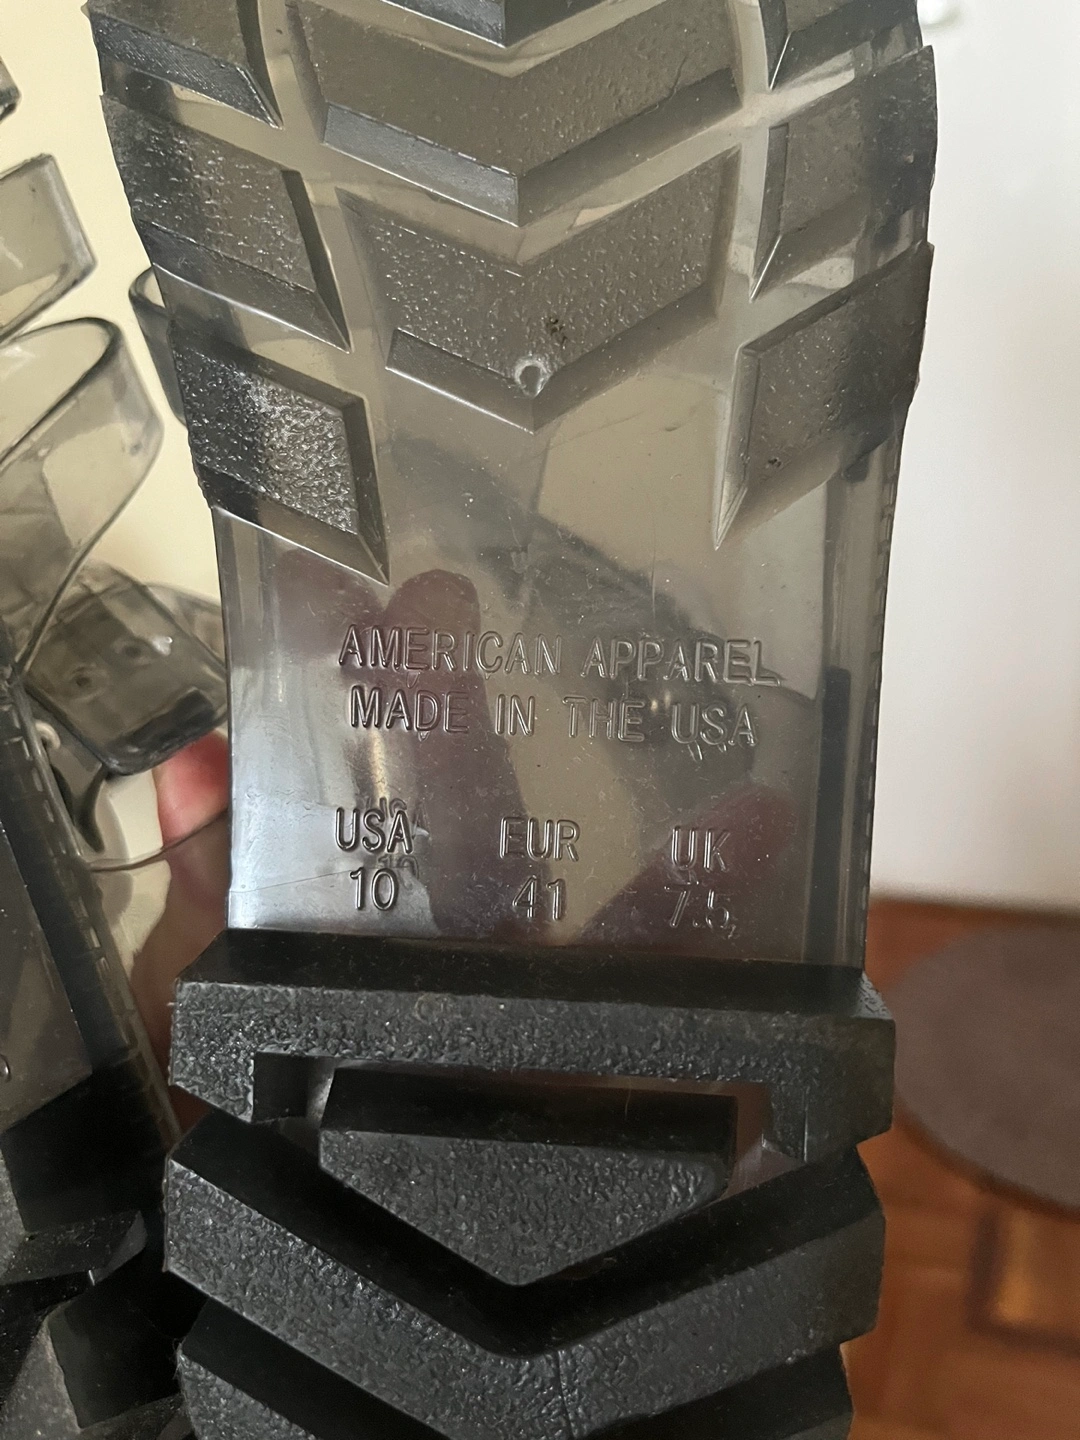 AMERICAN APPAREL
MADE IN THE USA
USA EUR UK
10 41 7.5